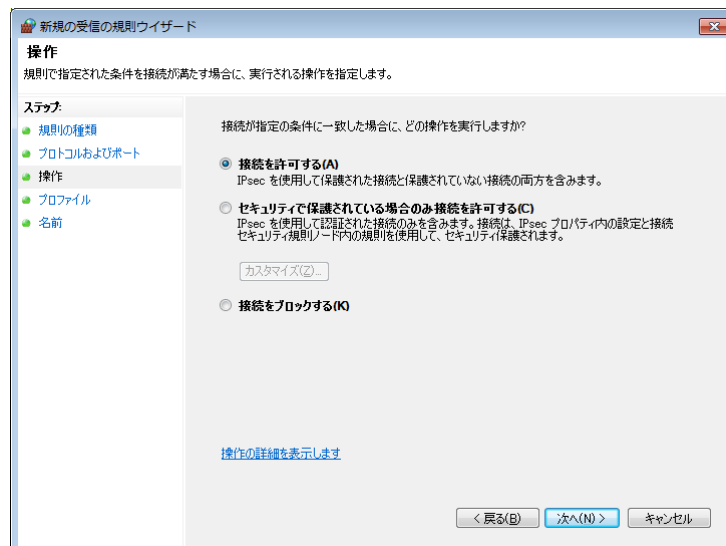 新規の受信の規則ウィザード
操作
規則で指定された条件を接続が満たす場合に、実行される操作を指定します。
ステップ:
規則の種類
プロトコルおよびポート
操作
プロファイル
名前
接続が指定の条件に一致した場合に、どの操作を実行しますか?
接続を許可する(A)
IPsec を使用して保護された接続と保護されていない接続の両方を含みます。
セキュリティで保護されている場合のみ接続を許可する(C)
IPsec を使用して認証された接続のみを含みます。接続は、IPsec プロパティ内の設定と接続
セキュリティ規則ノード内の規則を使用して、セキュリティ保護されます。
カスタマイズ(Z)...
接続をブロックする(K)
操作の詳細を表示します
< 戻る(B)
次へ(N) >
キャンセル